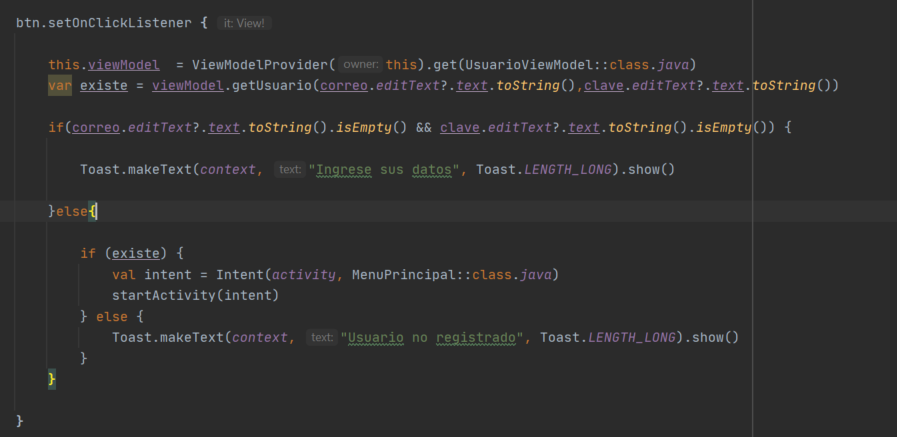 btn.setOnClickListener { it: View!
this.viewModel = ViewModelProvider( owner: this).get(UsuarioViewModel::class.java)
var existe = viewModel.getUsuario(correo.editText?.text.toString(),clave.editText?.text.toString())
if(correo.editText?.text.toString().isEmpty() && clave.editText?.text.toString().isEmpty()) {
Toast.makeText(context, text: "Ingrese sus datos", Toast.LENGTH_LONG).show()
}else{
if (existe) {
val intent = Intent(activity, MenuPrincipal::class.java)
startActivity(intent)
} else {
Toast.makeText(context, text: "Usuario no registrado", Toast.LENGTH_LONG).show()
}
}
}